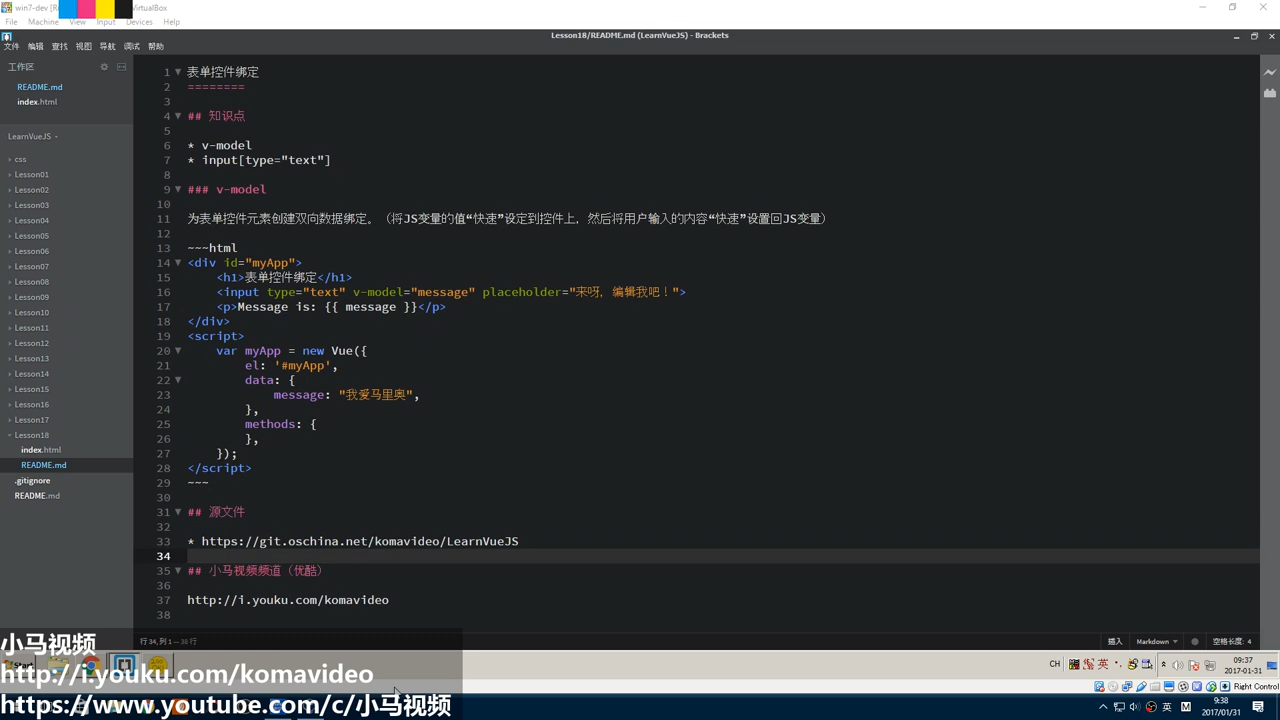 win7-dev [R
VirtualBox
File Machine View Input Devices Help
Lesson18/README.md (LearnVueJS) - Brackets
文件 编辑 查找 视图 导航 调试 帮助
工作区
README.md
index.html
LearnVueJS
css
Lesson01
Lesson02
Lesson03
Lesson04
Lesson05
Lesson06
Lesson07
Lesson08
Lesson09
Lesson10
Lesson11
Lesson12
Lesson13
Lesson14
Lesson15
Lesson16
Lesson17
Lesson18
index.html
README.md
.gitignore
README.md
1 表单控件绑定
2 ========
3
4 ## 知识点
5
6 * v-model
7 * input[type="text"]
8
9 ### v-model
10
11 为表单控件元素创建双向数据绑定。（将JS变量的值“快速”设定到控件上，然后将用户输入的内容“快速”设置回JS变量）
12
13 ~~~html
14 <div id="myApp">
15 <h1>表单控件绑定</h1>
16 <input type="text" v-model="message" placeholder="来呀，编辑我吧！">
17 <p>Message is: {{ message }}</p>
18 </div>
19 <script>
20 var myApp = new Vue({
21 el: '#myApp',
22 data: {
23 message: "我爱马里奥",
24 },
25 methods: {
26 },
27 });
28 </script>
29 ~~~
30
31 ## 源文件
32
33 * https://git.oschina.net/komavideo/LearnVueJS
34
35 ## 小马视频频道（优酷）
36
37 http://i.youku.com/komavideo
38
行 34, 列 1 — 38 行
插入 Markdown 空格长度: 4
小马视频
http://i.youku.com/komavideo
https://www.youtube.com/c/小马视频
Start
CH 英 09:37
2017-01-31
Right Control
英 M 9:38
2017/01/31